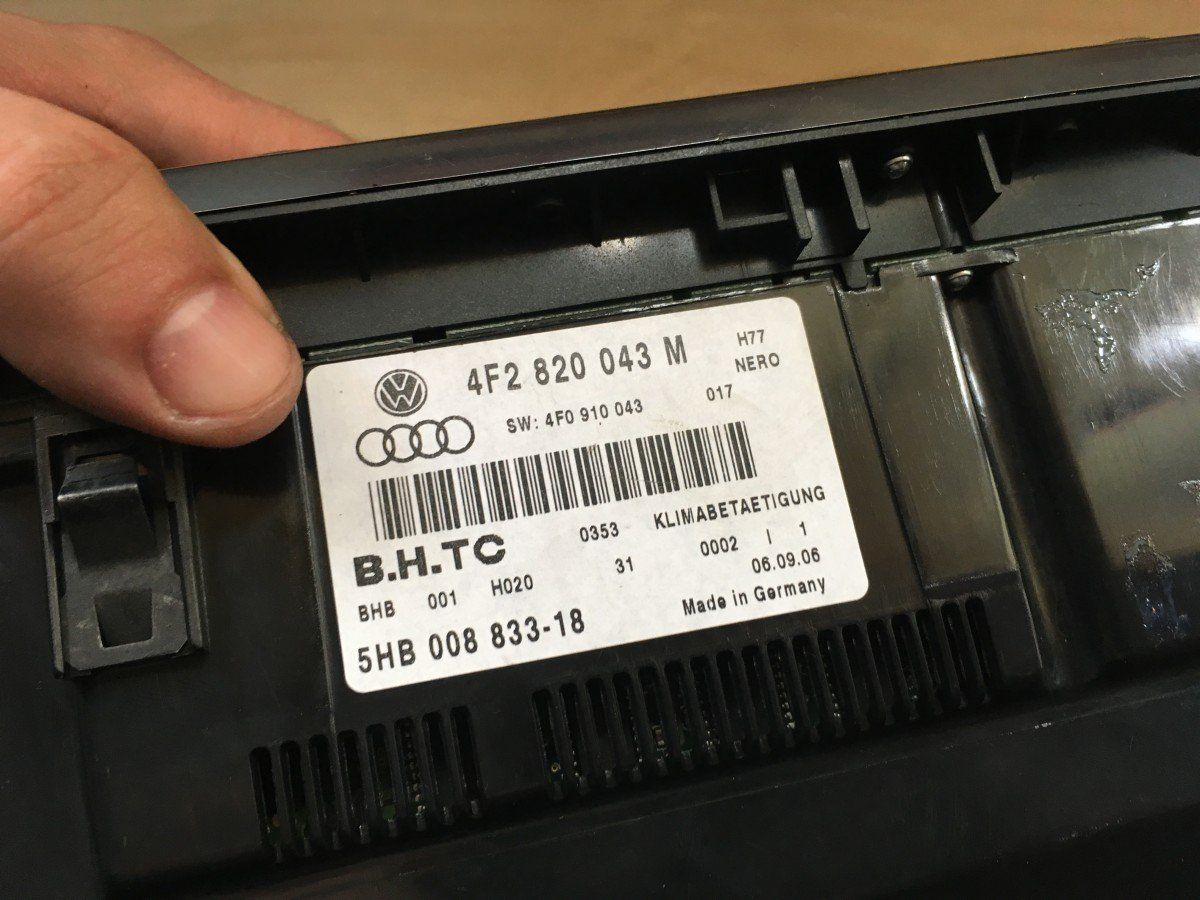 4F2 820 043 M H77
NERO
SW: 4F0 910 043 017
B.H.TC 0353 KLIMABETAETIGUNG
BHB 001 H020 31 0002 I 1
06.09.06
5HB 008 833-18 Made in Germany